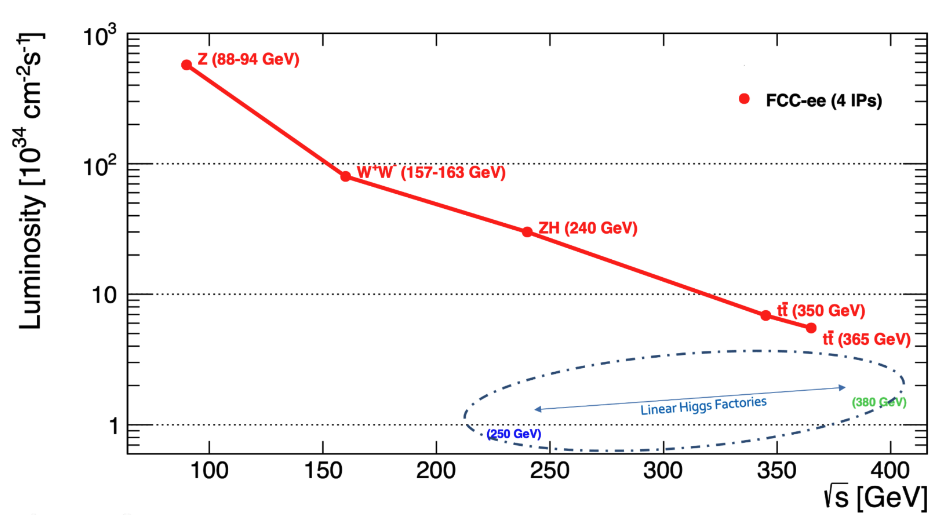 Luminosity [10³⁴ cm⁻²s⁻¹]
10³
10²
10
1
Z (88-94 GeV)
FCC-ee (4 IPs)
W⁺W⁻ (157-163 GeV)
ZH (240 GeV)
tt̄ (350 GeV)
tt̄ (365 GeV)
Linear Higgs Factories
(380 GeV)
(250 GeV)
100 150 200 250 300 350 400
√s [GeV]